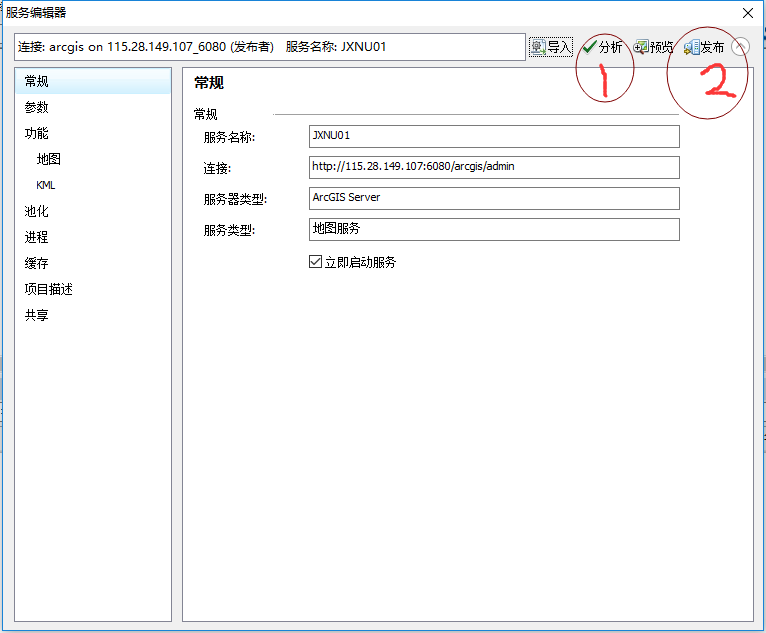 服务编辑器
连接: arcgis on 115.28.149.107_6080 (发布者) 服务名称: JXNU01 导入 分析 预览 发布
1 2
常规
参数
功能
地图
KML
池化
进程
缓存
项目描述
共享
常规
常规
服务名称: JXNU01
连接: http://115.28.149.107:6080/arcgis/admin
服务器类型: ArcGIS Server
服务类型: 地图服务
立即启动服务